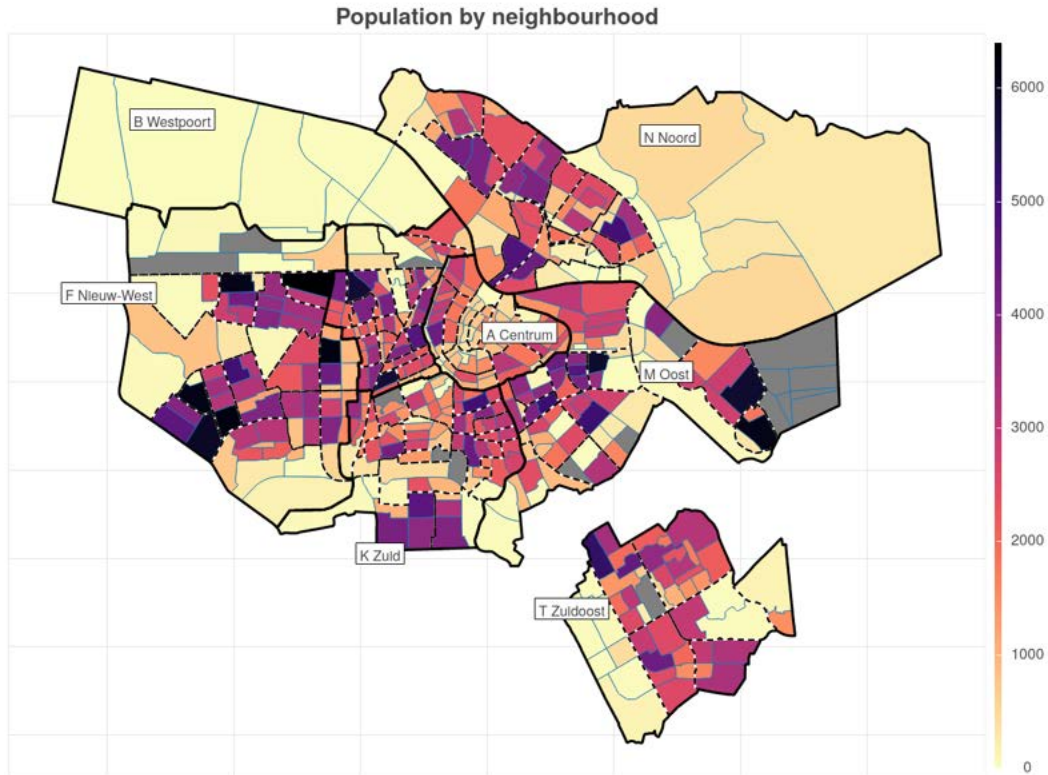 Population by neighbourhood
B Westpoort
N Noord
F Nieuw-West
A Centrum
M Oost
K Zuid
T Zuidoost
6000
5000
4000
3000
2000
1000
0